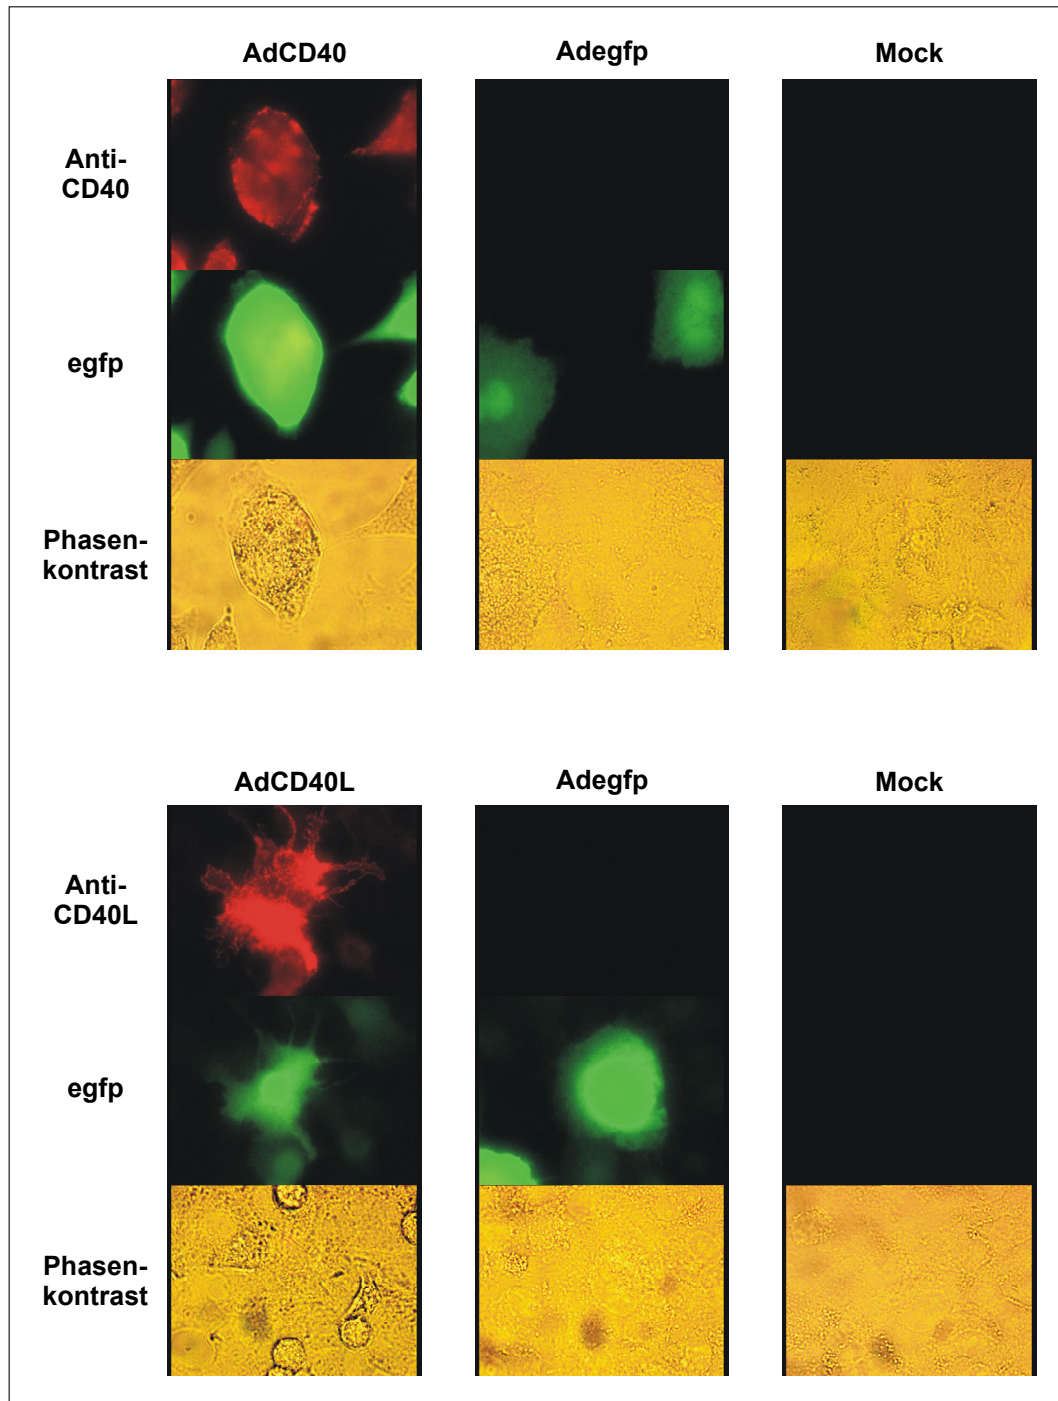 AdCD40 Adegfp Mock
Anti-
CD40
egfp
Phasen-
kontrast
AdCD40L Adegfp Mock
Anti-
CD40L
egfp
Phasen-
kontrast